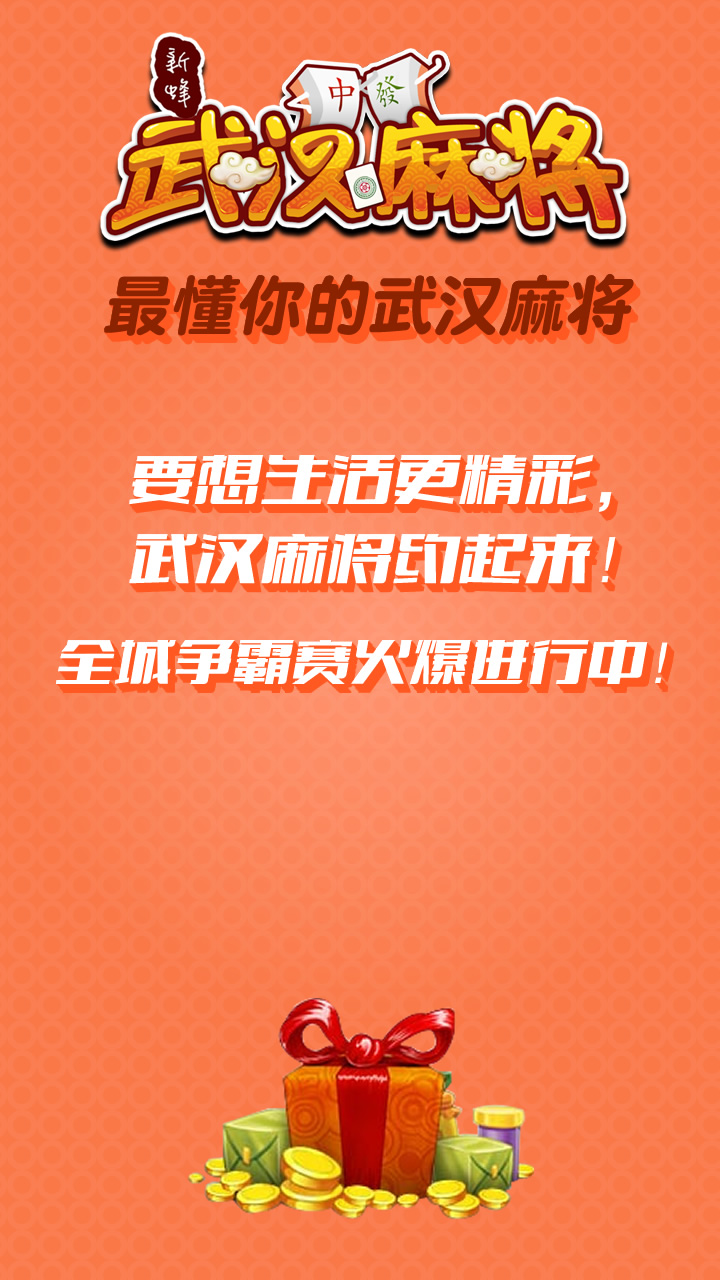 新蜂
中發
武汉麻将
最懂你的武汉麻将
要想生活更精彩，
武汉麻将约起来！
全城争霸赛火爆进行中！